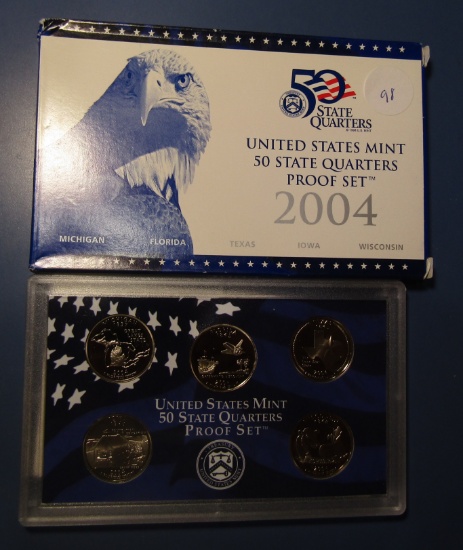 50
STATE
QUARTERS
98
UNITED STATES MINT
50 STATE QUARTERS
PROOF SET™
2004
MICHIGAN FLORIDA TEXAS IOWA WISCONSIN
UNITED STATES MINT
50 STATE QUARTERS
PROOF SET™